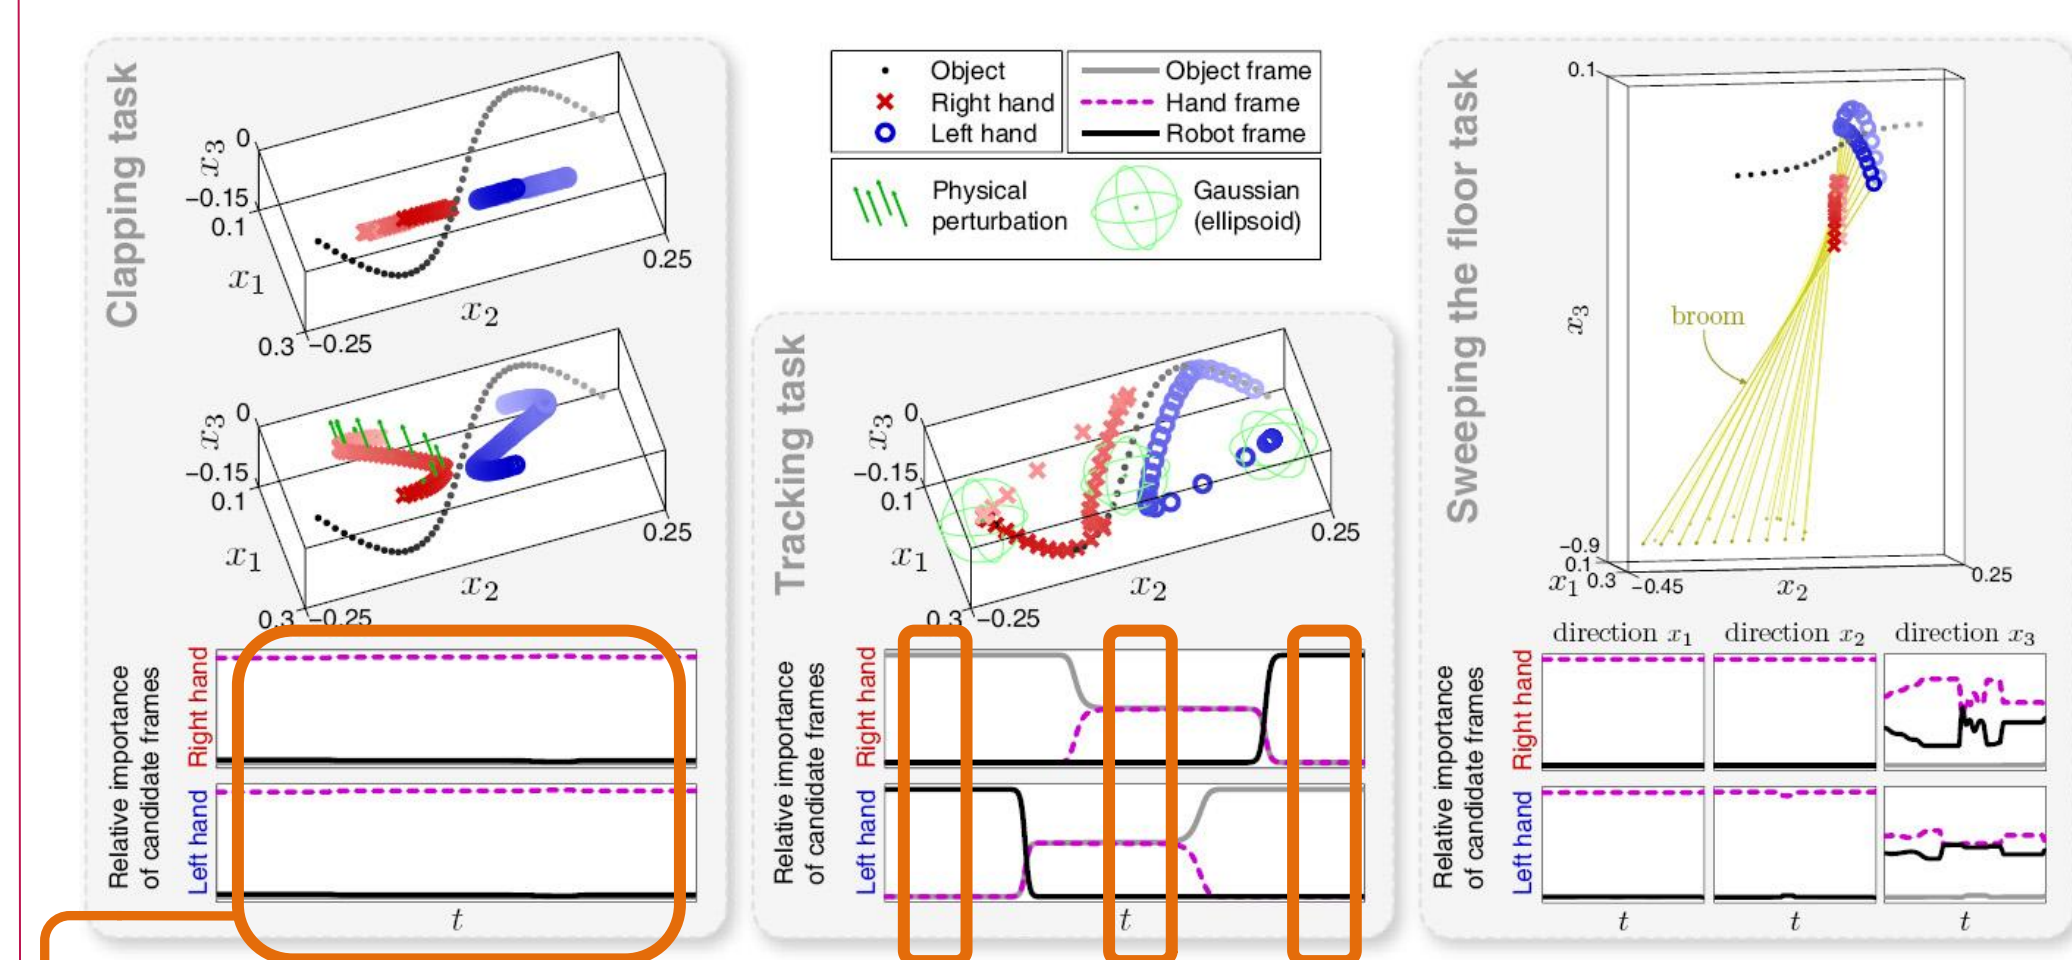 Clapping task
0
x3
−0.15
0.1
x1
x2
0.25
0.3
−0.25
0
x3
−0.15
0.1
x1
x2
0.25
0.3
−0.25
Relative importance
of candidate frames
Right hand
Left hand
t
Object
Right hand
Left hand
Object frame
Hand frame
Robot frame
Physical
perturbation
Gaussian
(ellipsoid)
Tracking task
0
x3
−0.15
0.1
x1
x2
0.25
0.3
−0.25
Relative importance
of candidate frames
Right hand
Left hand
t
Sweeping the floor task
0.1
x3
broom
−0.9
0.1
x1
0.3
−0.45
x2
0.25
direction x1
direction x2
direction x3
Relative importance
of candidate frames
Right hand
Left hand
t
t
t